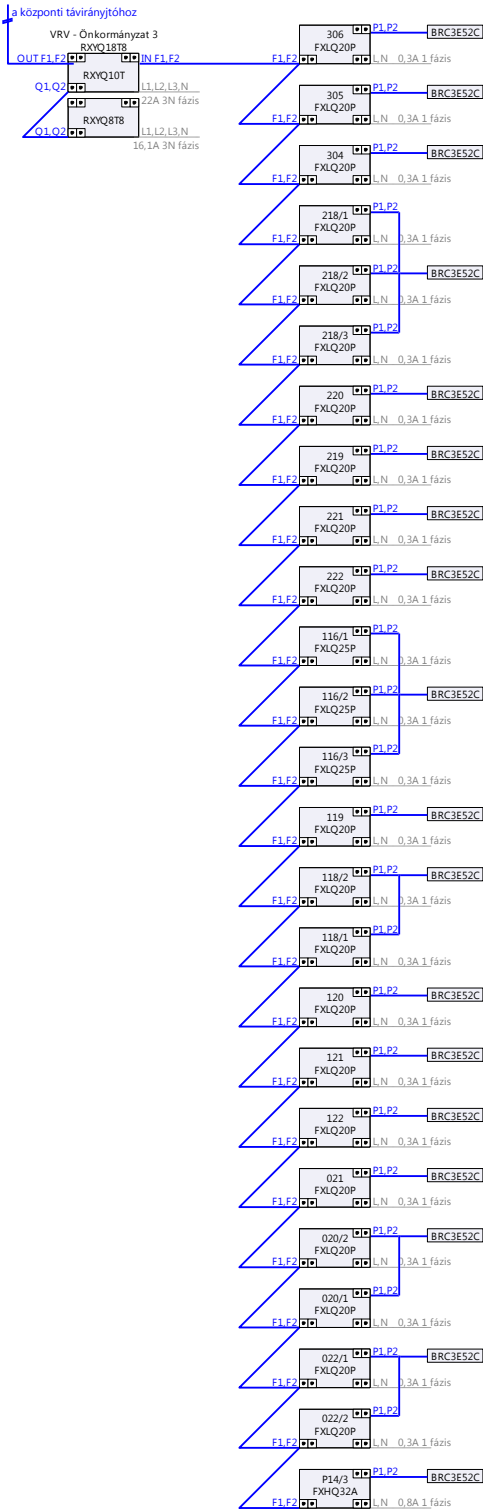 a központi távirányjtóhoz
VRV - Önkormányzat 3
RXYQ18T8
OUT F1,F2
IN F1,F2
RXYQ10T
Q1,Q2
L1,L2,L3,N
22A 3N fázis
RXYQ8T8
Q1,Q2
L1,L2,L3,N
16,1A 3N fázis
306
FXLQ20P
P1,P2
BRC3E52C
F1,F2
L,N 0,3A 1 fázis
305
FXLQ20P
P1,P2
BRC3E52C
F1,F2
L,N 0,3A 1 fázis
304
FXLQ20P
P1,P2
BRC3E52C
F1,F2
L,N 0,3A 1 fázis
218/1
FXLQ20P
P1,P2
F1,F2
L,N 0,3A 1 fázis
218/2
FXLQ20P
P1,P2
BRC3E52C
F1,F2
L,N 0,3A 1 fázis
218/3
FXLQ20P
P1,P2
F1,F2
L,N 0,3A 1 fázis
220
FXLQ20P
P1,P2
BRC3E52C
F1,F2
L,N 0,3A 1 fázis
219
FXLQ20P
P1,P2
BRC3E52C
F1,F2
L,N 0,3A 1 fázis
221
FXLQ20P
P1,P2
BRC3E52C
F1,F2
L,N 0,3A 1 fázis
222
FXLQ20P
P1,P2
BRC3E52C
F1,F2
L,N 0,3A 1 fázis
116/1
FXLQ25P
P1,P2
F1,F2
L,N 0,3A 1 fázis
116/2
FXLQ25P
P1,P2
BRC3E52C
F1,F2
L,N 0,3A 1 fázis
116/3
FXLQ25P
P1,P2
F1,F2
L,N 0,3A 1 fázis
119
FXLQ20P
P1,P2
BRC3E52C
F1,F2
L,N 0,3A 1 fázis
118/2
FXLQ20P
P1,P2
BRC3E52C
F1,F2
L,N 0,3A 1 fázis
118/1
FXLQ20P
P1,P2
F1,F2
L,N 0,3A 1 fázis
120
FXLQ20P
P1,P2
BRC3E52C
F1,F2
L,N 0,3A 1 fázis
121
FXLQ20P
P1,P2
BRC3E52C
F1,F2
L,N 0,3A 1 fázis
122
FXLQ20P
P1,P2
BRC3E52C
F1,F2
L,N 0,3A 1 fázis
021
FXLQ20P
P1,P2
BRC3E52C
F1,F2
L,N 0,3A 1 fázis
020/2
FXLQ20P
P1,P2
BRC3E52C
F1,F2
L,N 0,3A 1 fázis
020/1
FXLQ20P
P1,P2
F1,F2
L,N 0,3A 1 fázis
022/1
FXLQ20P
P1,P2
BRC3E52C
F1,F2
L,N 0,3A 1 fázis
022/2
FXLQ20P
P1,P2
F1,F2
L,N 0,3A 1 fázis
P14/3
FXHQ32A
P1,P2
BRC3E52C
F1,F2
L,N 0,8A 1 fázis